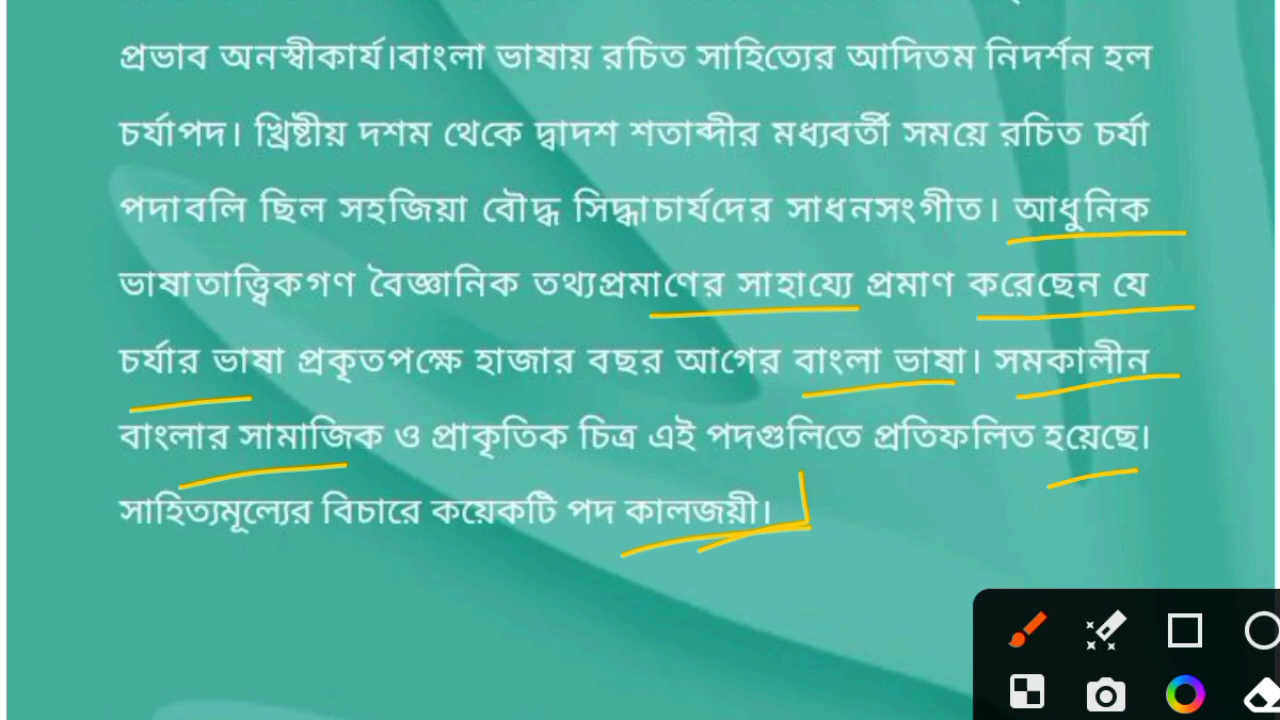 প্রভাব অনস্বীকার্য।বাংলা ভাষায় রচিত সাহিত্যের আদিতম নিদর্শন হল
চর্যাপদ। খ্রিষ্টীয় দশম থেকে দ্বাদশ শতাব্দীর মধ্যবর্তী সময়ে রচিত চর্যা
পদাবলি ছিল সহজিয়া বৌদ্ধ সিদ্ধাচার্যদের সাধনসংগীত। আধুনিক
ভাষাতাত্ত্বিকগণ বৈজ্ঞানিক তথ্যপ্রমাণের সাহায্যে প্রমাণ করেছেন যে
চর্যার ভাষা প্রকৃতপক্ষে হাজার বছর আগের বাংলা ভাষা। সমকালীন
বাংলার সামাজিক ও প্রাকৃতিক চিত্র এই পদগুলিতে প্রতিফলিত হয়েছে।
সাহিত্যমূল্যের বিচারে কয়েকটি পদ কালজয়ী।